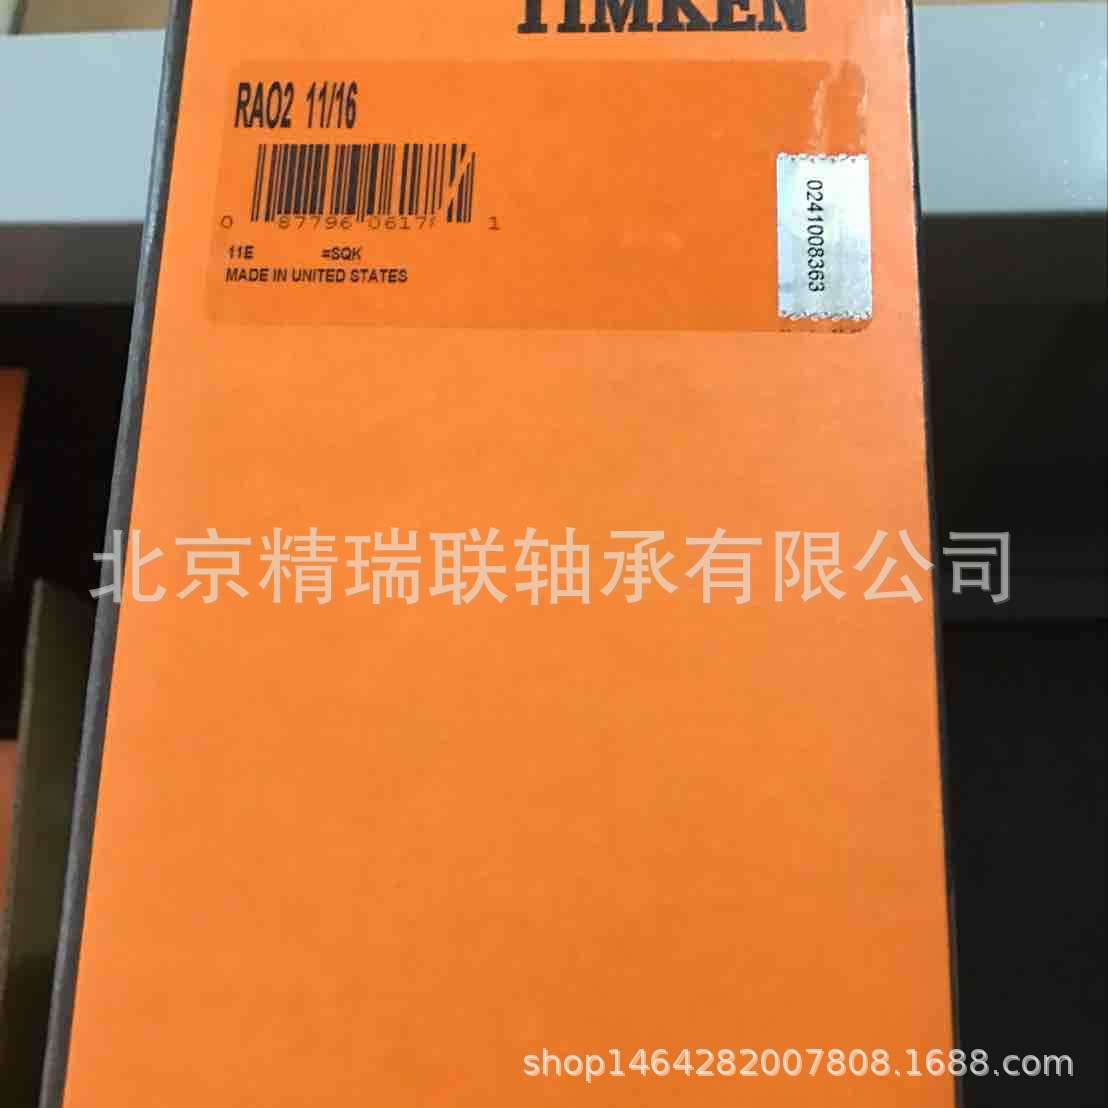 TIMKEN
RAO2 11/16
0 87796 0617 1
11E =SQK
MADE IN UNITED STATES
0241008363
北京精瑞联轴承有限公司
shop1464282007808.1688.com